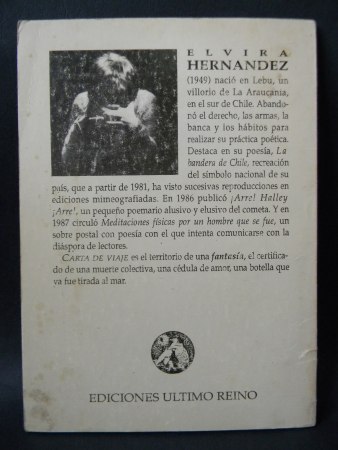 ELVIRA
HERNANDEZ
(1949) nació en Lebu, un
villorio de La Araucanía,
en el sur de Chile. Abando-
nó el derecho, las armas, la
banca y los hábitos para
realizar su práctica poética.
Destaca en su poesía, La
bandera de Chile, recreación
del símbolo nacional de su
país, que a partir de 1981, ha visto sucesivas reproducciones en
ediciones mimeografiadas. En 1986 publicó ¡Arre! Halley
¡Arre!, un pequeño poemario alusivo y elusivo del cometa. Y en
1987 circuló Meditaciones físicas por un hombre que se fue, un
sobre postal con poesía con el que intenta comunicarse con la
diáspora de lectores.
CARTA DE VIAJE es el territorio de una fantasía, el certifica-
do de una muerte colectiva, una cédula de amor, una botella que
va fue tirada al mar.
EDICIONES ULTIMO REINO